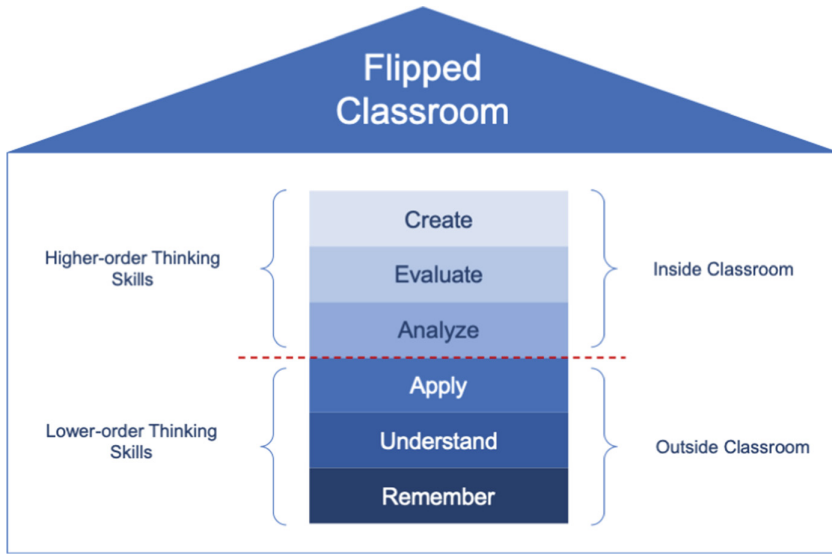 Flipped
Classroom
Create
Higher-order Thinking
Skills
Evaluate
Inside Classroom
Analyze
Apply
Lower-order Thinking
Skills
Understand
Outside Classroom
Remember